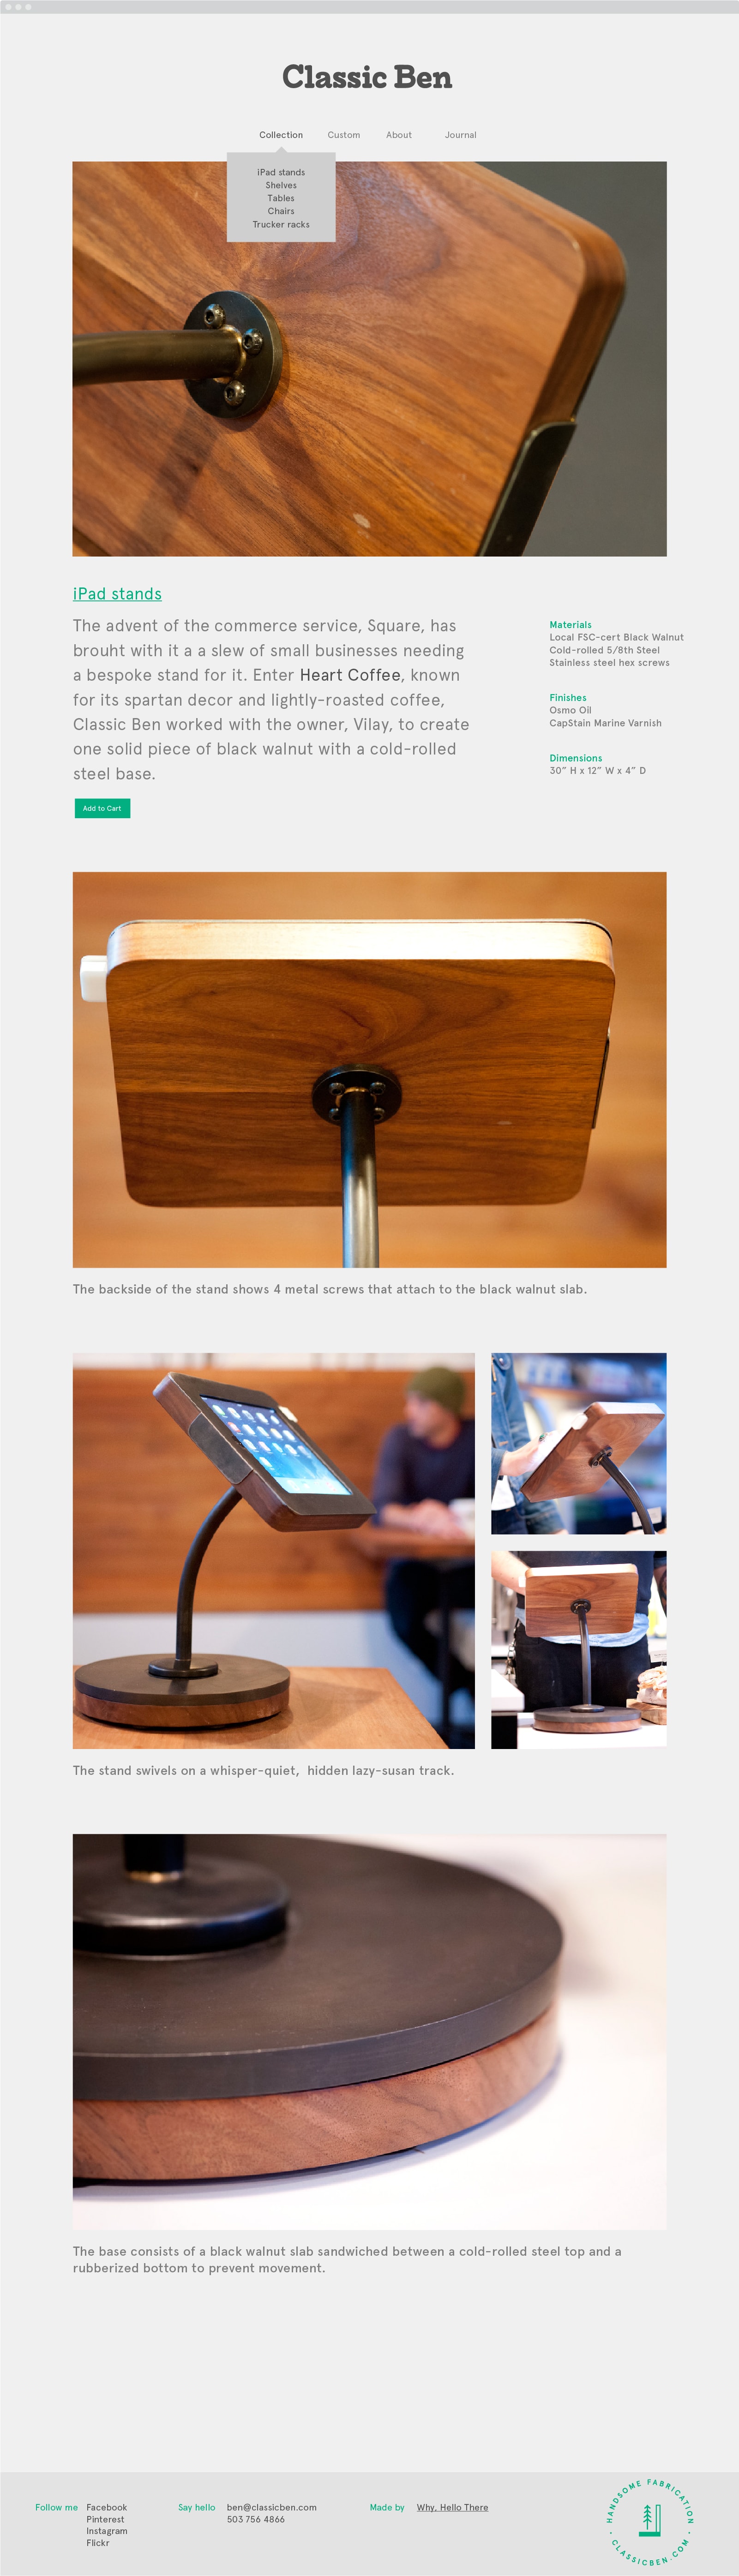 Classic Ben
Collection Custom About Journal
iPad stands
Shelves
Tables
Chairs
Trucker racks
iPad stands
The advent of the commerce service, Square, has
brouht with it a a slew of small businesses needing
a bespoke stand for it. Enter Heart Coffee, known
for its spartan decor and lightly-roasted coffee,
Classic Ben worked with the owner, Vilay, to create
one solid piece of black walnut with a cold-rolled
steel base.
Add to Cart
Materials
Local FSC-cert Black Walnut
Cold-rolled 5/8th Steel
Stainless steel hex screws
Finishes
Osmo Oil
CapStain Marine Varnish
Dimensions
30” H x 12” W x 4” D
The backside of the stand shows 4 metal screws that attach to the black walnut slab.
The stand swivels on a whisper-quiet,  hidden lazy-susan track.
The base consists of a black walnut slab sandwiched between a cold-rolled steel top and a
rubberized bottom to prevent movement.
Follow me Facebook
Pinterest
Instagram
Flickr
Say hello ben@classicben.com
503 756 4866
Made by Why, Hello There
HANDSOME FABRICATION
CLASSICBEN.COM